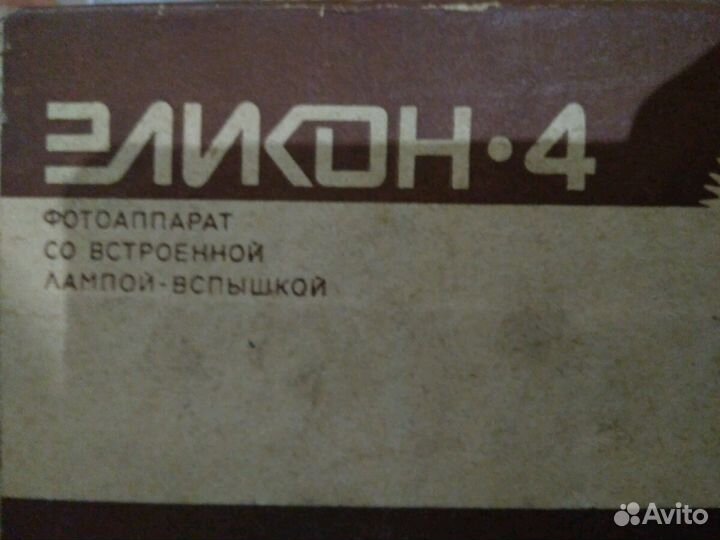 ЭЛИКОН·4
ФОТОАППАРАТ
СО ВСТРОЕННОЙ
ЛАМПОЙ-ВСПЫШКОЙ
Avito